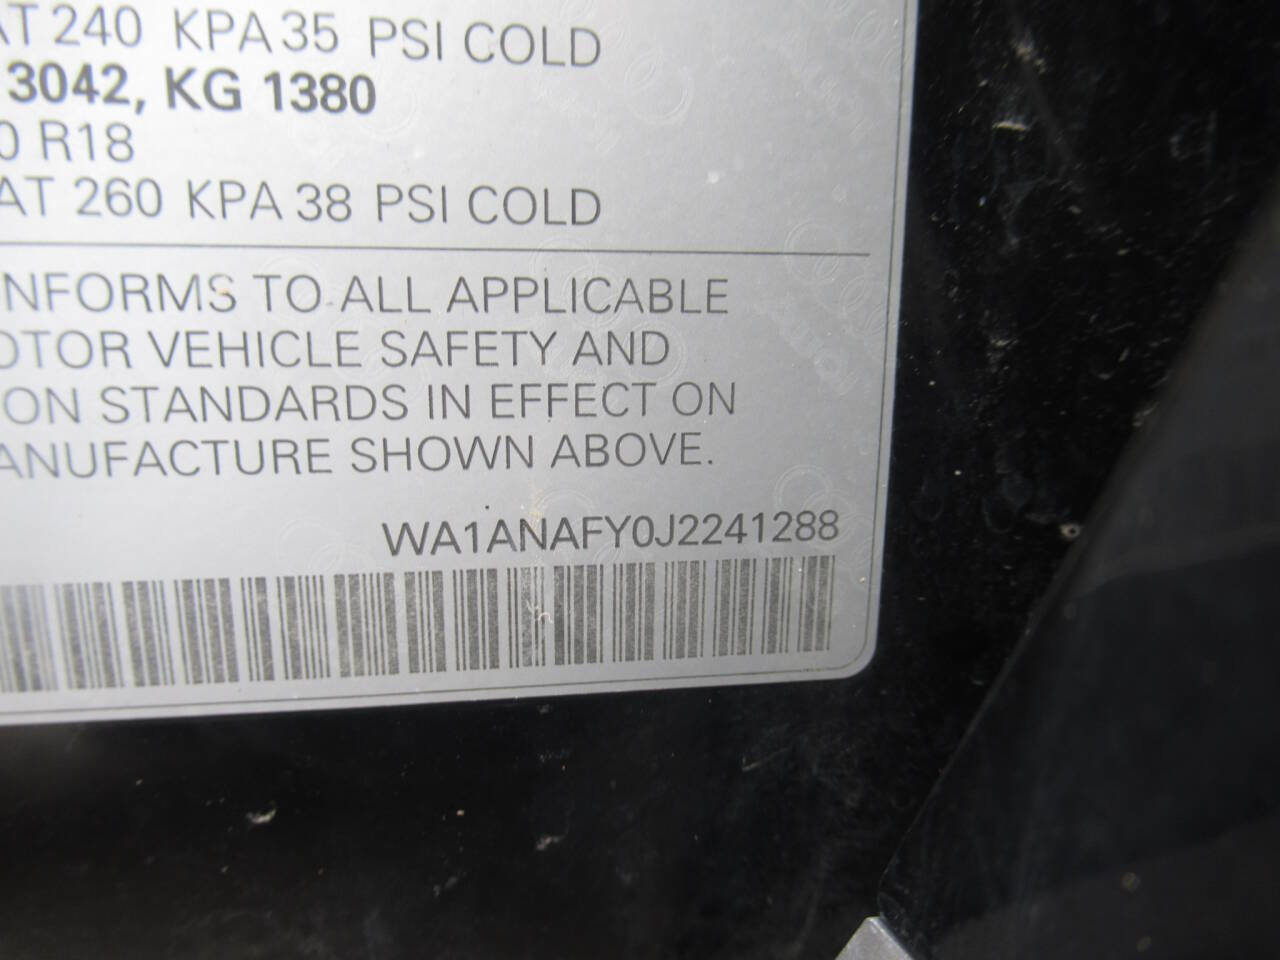 AT 240 KPA 35 PSI COLD
3042, KG 1380
0 R18
AT 260 KPA 38 PSI COLD
NFORMS TO ALL APPLICABLE
OTOR VEHICLE SAFETY AND
ON STANDARDS IN EFFECT ON
ANUFACTURE SHOWN ABOVE.
WA1ANAFY0J2241288